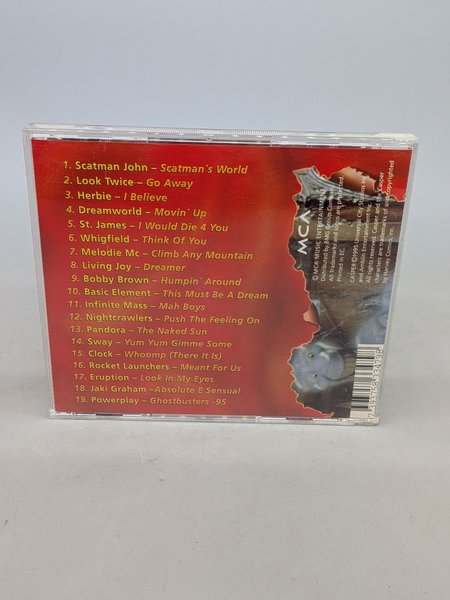 1. Scatman John – Scatman´s World
2. Look Twice – Go Away
3. Herbie – I Believe
4. Dreamworld – Movin´ Up
5. St. James – I Would Die 4 You
6. Whigfield – Think Of You
7. Melodie Mc – Climb Any Mountain
8. Living Joy – Dreamer
9. Bobby Brown – Humpin´ Around
10. Basic Element – This Must Be A Dream
11. Infinite Mass – Mah Boys
12. Nightcrawlers – Push The Feeling On
13. Pandora – The Naked Sun
14. Sway – Yum Yum Gimme Some
15. Clock – Whoomp (There It Is)
16. Rocket Launchers – Meant For Us
17. Eruption – Look In My Eyes
18. Jaki Graham –Absolute E Sensual
19. Powerplay – Ghostbusters -95
MCA